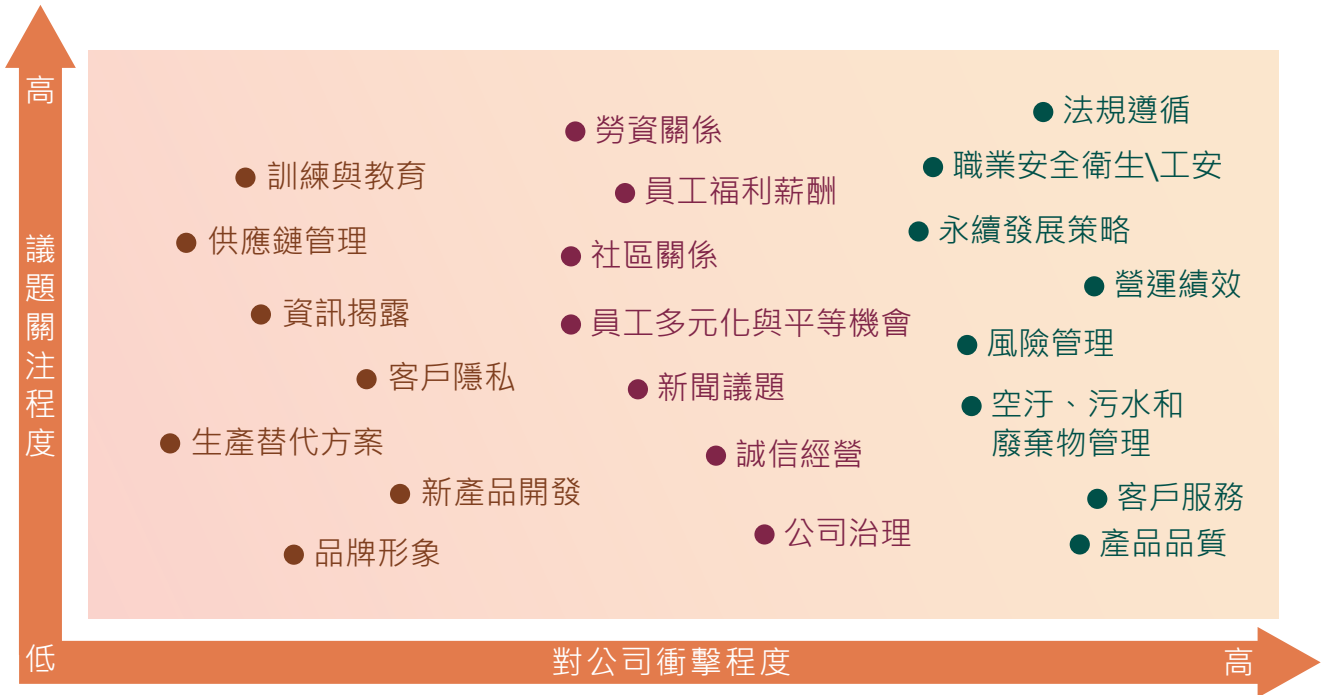 高
議題關注程度
低
訓練與教育
供應鏈管理
資訊揭露
客戶隱私
生產替代方案
新產品開發
品牌形象
勞資關係
員工福利薪酬
社區關係
員工多元化與平等機會
新聞議題
誠信經營
公司治理
法規遵循
職業安全衛生\工安
永續發展策略
營運績效
風險管理
空汙、污水和
廢棄物管理
客戶服務
產品品質
對公司衝擊程度
高